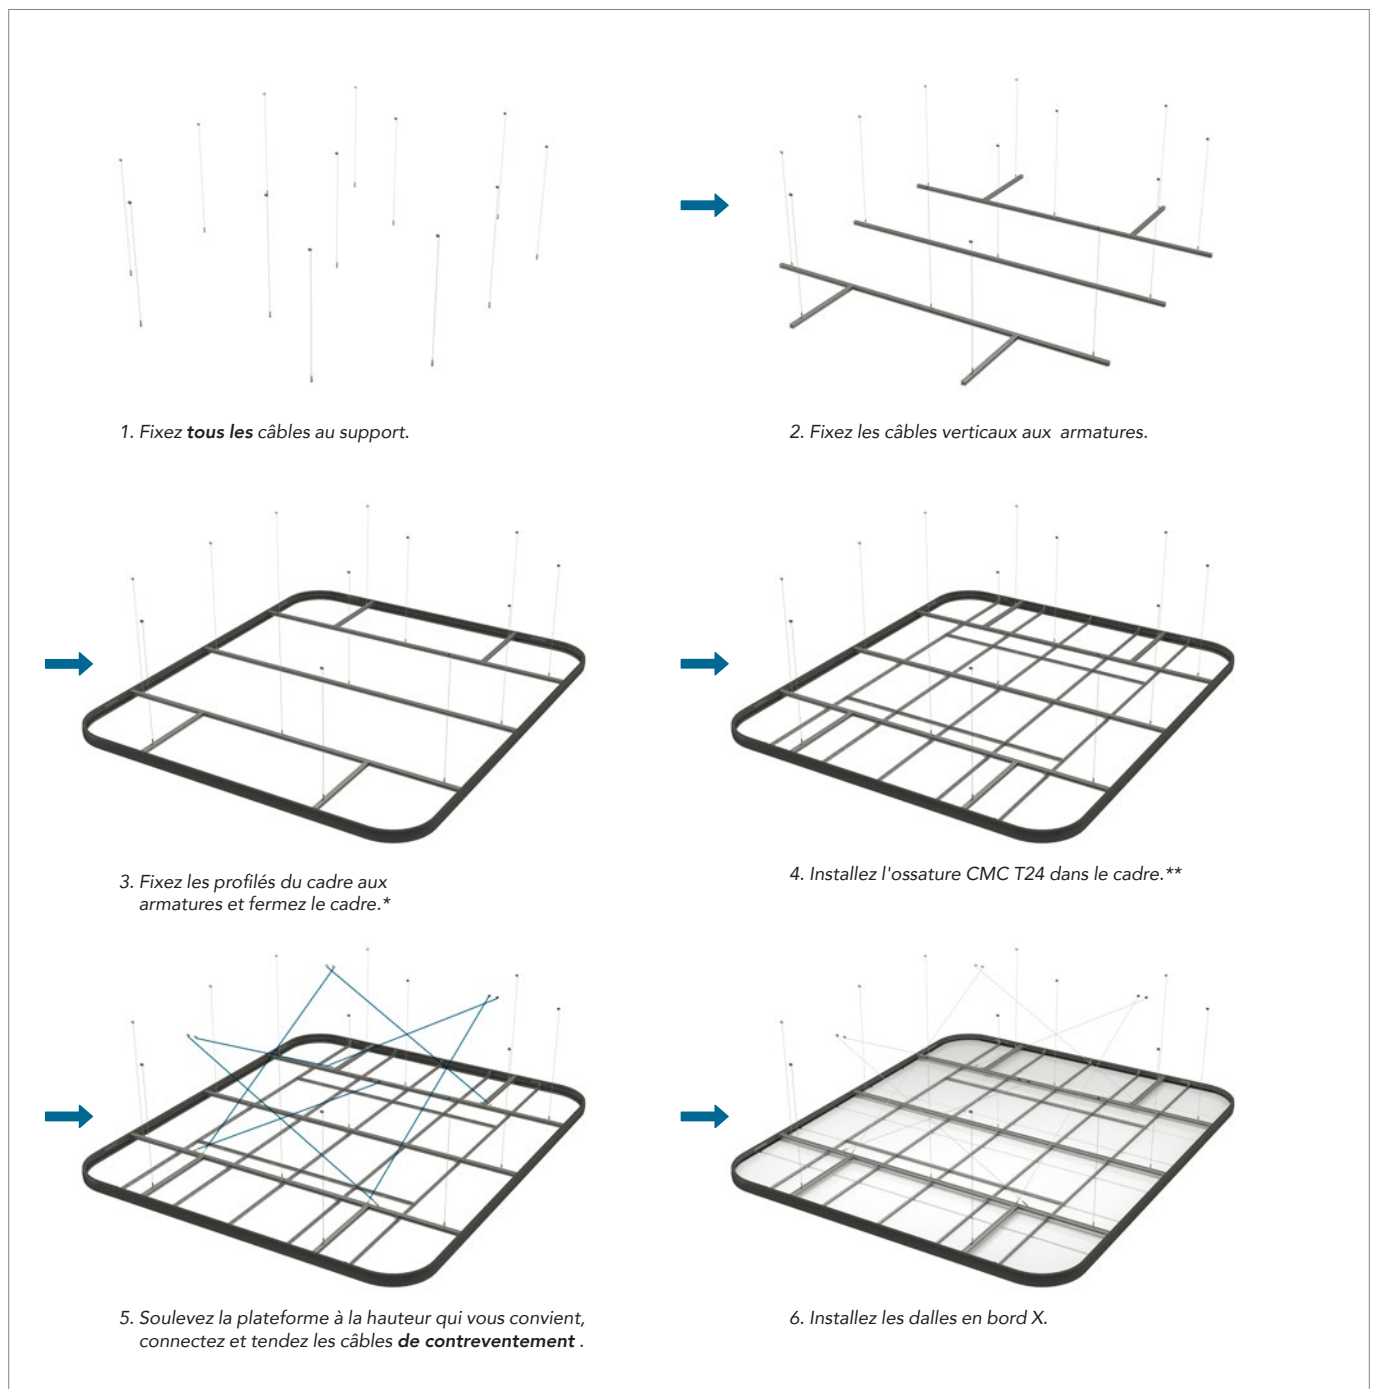 1. Fixez tous les câbles au support.
2. Fixez les câbles verticaux aux armatures.
3. Fixez les profilés du cadre aux
armatures et fermez le cadre.*
4. Installez l'ossature CMC T24 dans le cadre.**
5. Soulevez la plateforme à la hauteur qui vous convient,
connectez et tendez les câbles de contreventement .
6. Installez les dalles en bord X.